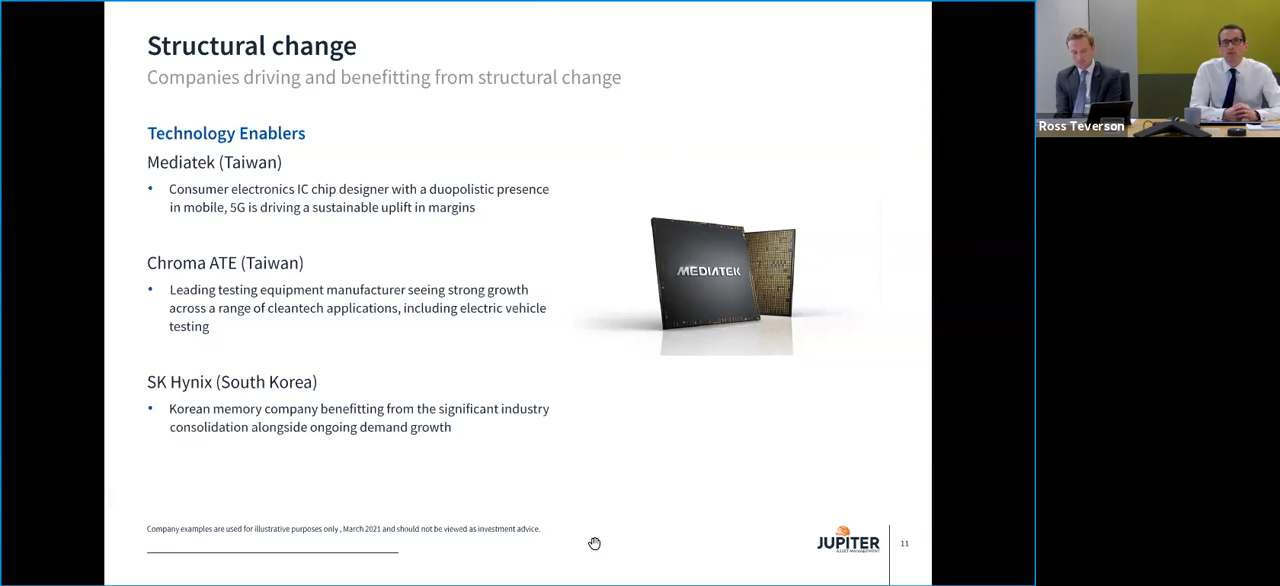 Structural change
Companies driving and benefitting from structural change
Technology Enablers
Mediatek (Taiwan)
• Consumer electronics IC chip designer with a duopolistic presence
in mobile, 5G is driving a sustainable uplift in margins
Chroma ATE (Taiwan)
• Leading testing equipment manufacturer seeing strong growth
across a range of cleantech applications, including electric vehicle
testing
SK Hynix (South Korea)
• Korean memory company benefitting from the significant industry
consolidation alongside ongoing demand growth
MEDIATEK
Company examples are used for illustrative purposes only , March 2021 and should not be viewed as investment advice.
JUPITER
ASSET MANAGEMENT
11
Ross Teverson